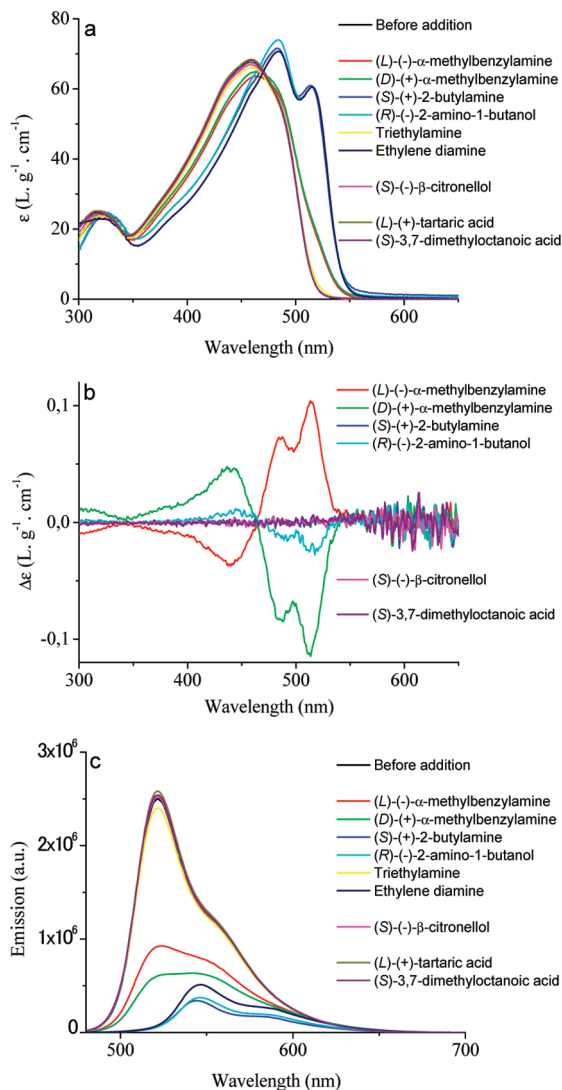 a
Before addition
(L)-(-)-α-methylbenzylamine
(D)-(+)-α-methylbenzylamine
(S)-(+)-2-butylamine
(R)-(-)-2-amino-1-butanol
Triethylamine
Ethylene diamine
(S)-(-)-β-citronellol
(L)-(+)-tartaric acid
(S)-3,7-dimethyloctanoic acid
ε (L. g⁻¹ . cm⁻¹)
80
60
40
20
0
300 400 500 600
Wavelength (nm)
b
(L)-(-)-α-methylbenzylamine
(D)-(+)-α-methylbenzylamine
(S)-(+)-2-butylamine
(R)-(-)-2-amino-1-butanol
(S)-(-)-β-citronellol
(S)-3,7-dimethyloctanoic acid
Δε (L. g⁻¹ . cm⁻¹)
0,1
0,0
-0,1
300 400 500 600
Wavelength (nm)
c
Before addition
(L)-(-)-α-methylbenzylamine
(D)-(+)-α-methylbenzylamine
(S)-(+)-2-butylamine
(R)-(-)-2-amino-1-butanol
Triethylamine
Ethylene diamine
(S)-(-)-β-citronellol
(L)-(+)-tartaric acid
(S)-3,7-dimethyloctanoic acid
Emission (a.u.)
3x10⁶
2x10⁶
1x10⁶
0
500 600 700
Wavelength (nm)